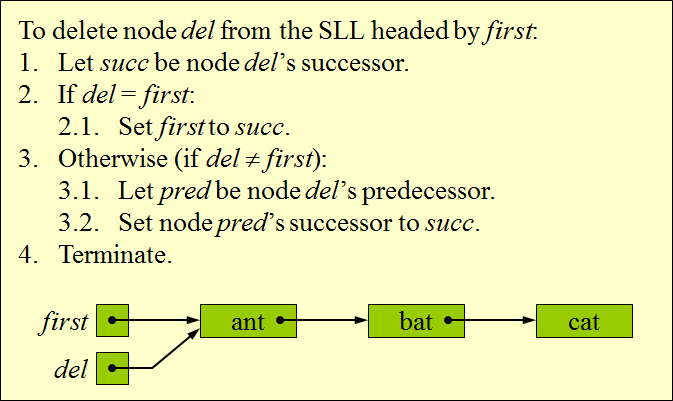 To delete node del from the SLL headed by first:
1. Let succ be node del’s successor.
2. If del = first:
2.1. Set first to succ.
3. Otherwise (if del ≠ first):
3.1. Let pred be node del’s predecessor.
3.2. Set node pred’s successor to succ.
4. Terminate.
first ant bat cat
del